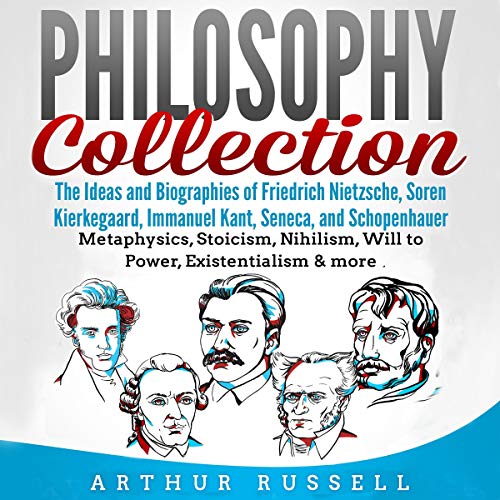 PHILOSOPHY
Collection
The Ideas and Biographies of Friedrich Nietzsche, Soren
Kierkegaard, Immanuel Kant, Seneca, and Schopenhauer
Metaphysics, Stoicism, Nihilism, Will to
Power, Existentialism & more .
ARTHUR RUSSELL